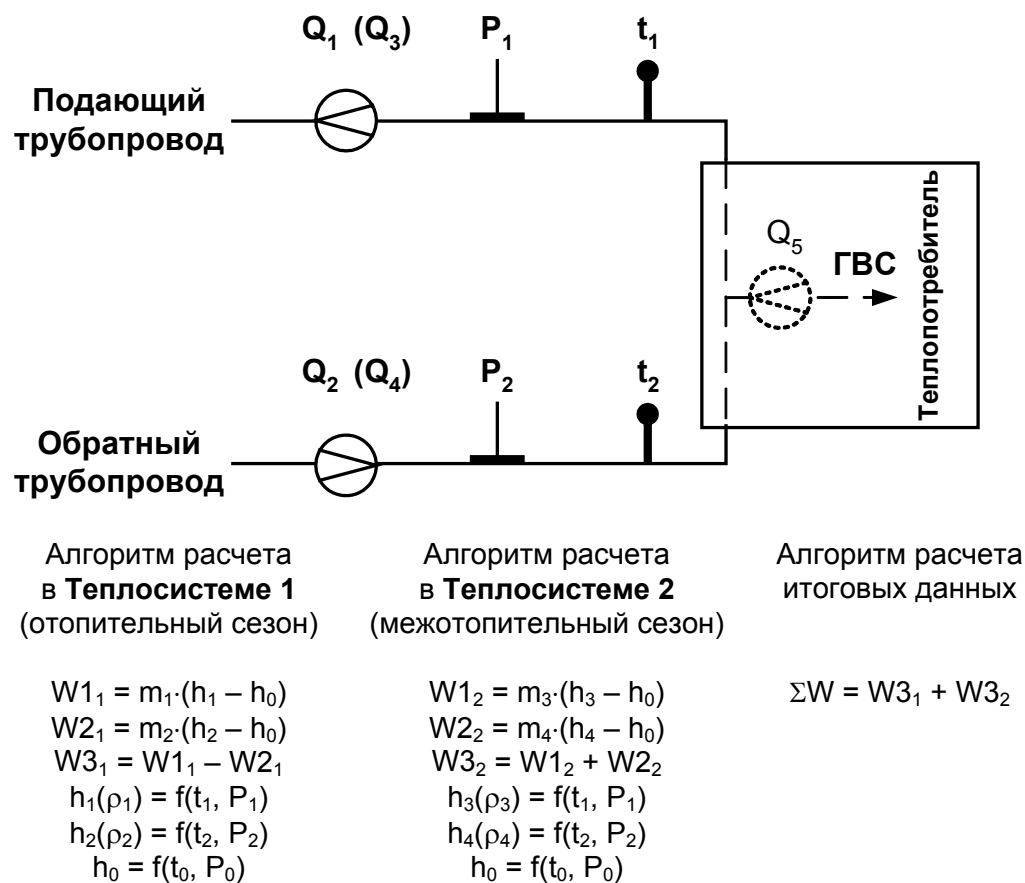 Q₁ (Q₃) P₁ t₁
Подающий
трубопровод
Q₅
ГВС
Теплопотребитель
Q₂ (Q₄) P₂ t₂
Обратный
трубопровод
Алгоритм расчета
в Теплосистеме 1
(отопительный сезон)
W1₁ = m₁·(h₁ – h₀)
W2₁ = m₂·(h₂ – h₀)
W3₁ = W1₁ – W2₁
h₁(ρ₁) = f(t₁, P₁)
h₂(ρ₂) = f(t₂, P₂)
h₀ = f(t₀, P₀)
Алгоритм расчета
в Теплосистеме 2
(межотопительный сезон)
W1₂ = m₃·(h₃ – h₀)
W2₂ = m₄·(h₄ – h₀)
W3₂ = W1₂ + W2₂
h₃(ρ₃) = f(t₁, P₁)
h₄(ρ₄) = f(t₂, P₂)
h₀ = f(t₀, P₀)
Алгоритм расчета
итоговых данных
ΣW = W3₁ + W3₂